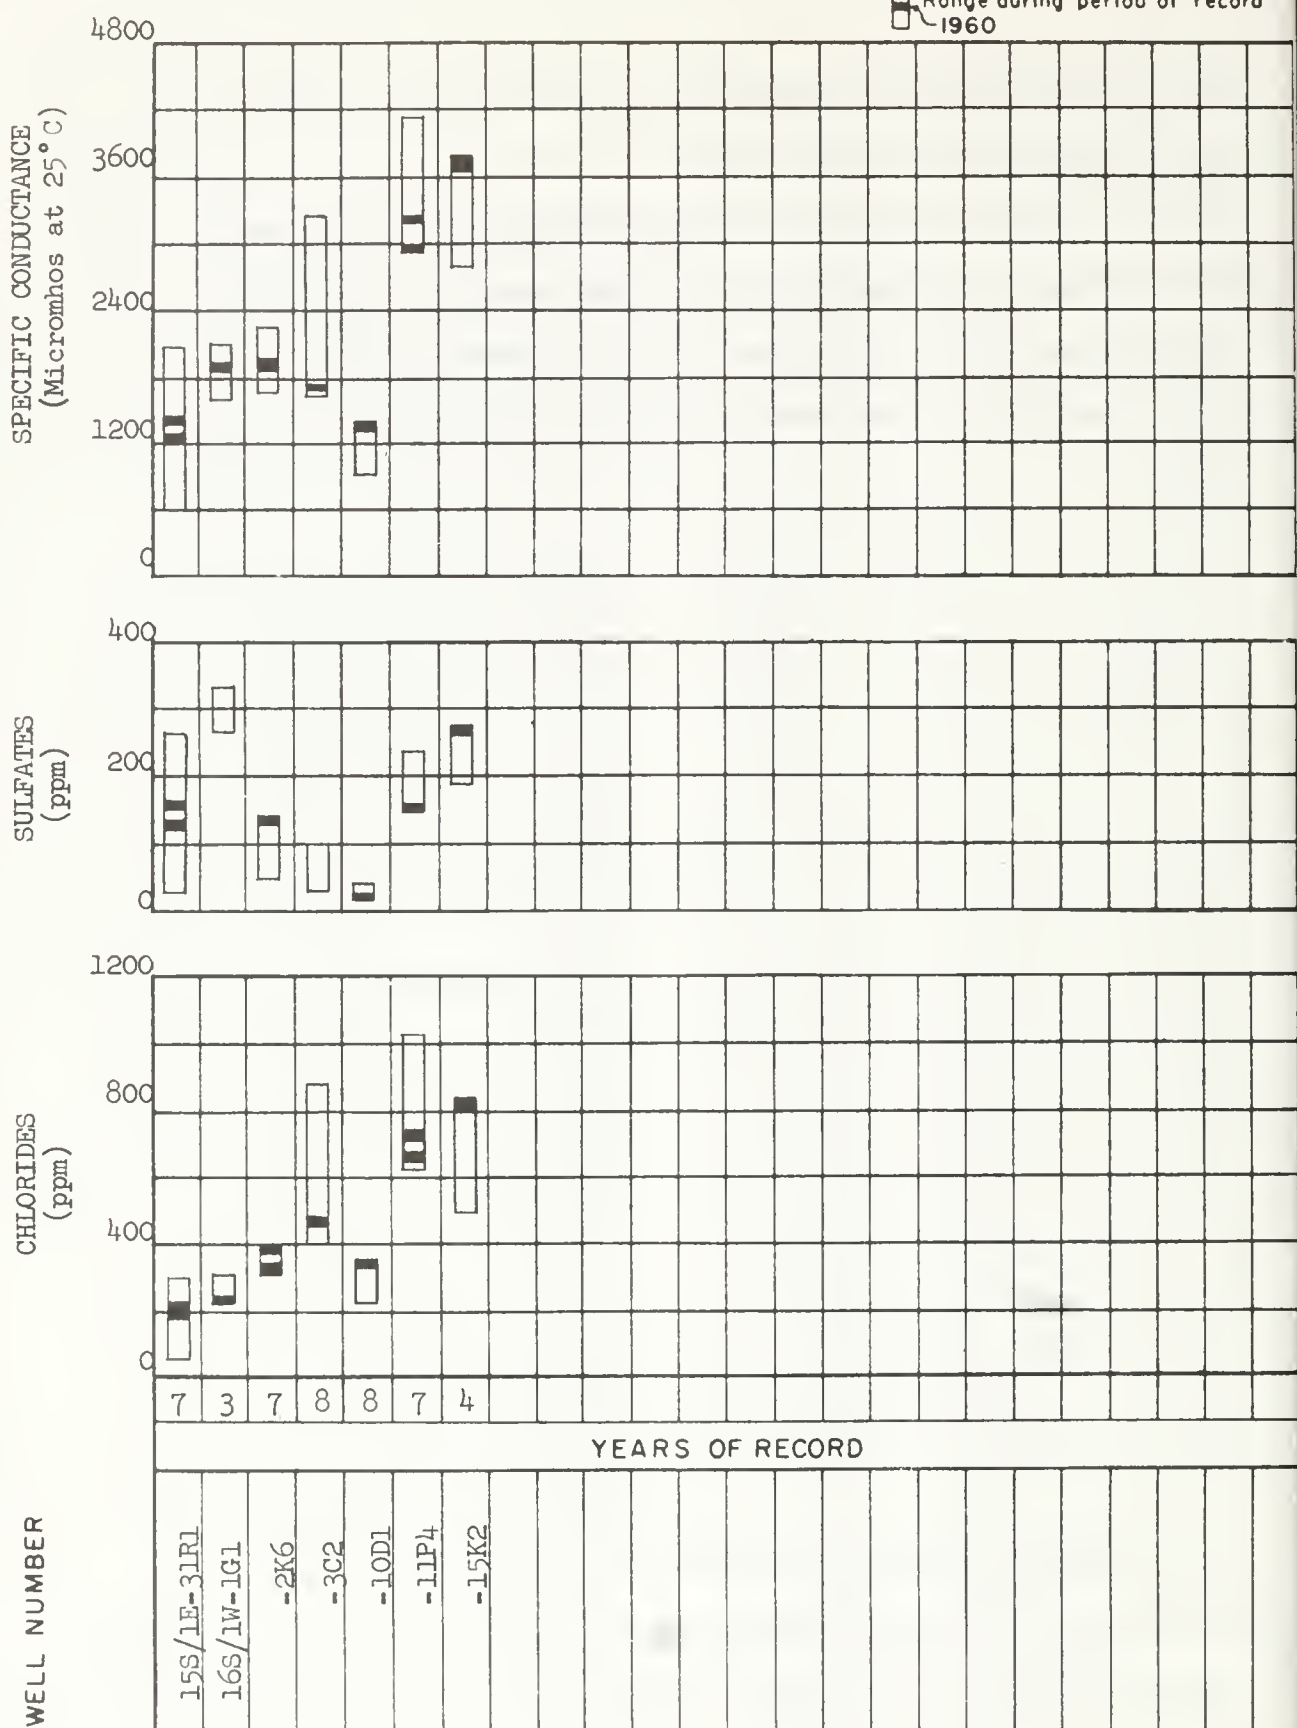 Range during period of record
1960
SPECIFIC CONDUCTANCE
(Micromhos at 25° C)
4800
3600
2400
1200
0
SULFATES
(ppm)
400
200
0
CHLORIDES
(ppm)
1200
800
400
0
7 3 7 8 8 7 4
YEARS OF RECORD
WELL NUMBER
15S/1E-31R1
16S/1W-1G1
-2K6
-3C2
-10D1
-11P4
-15K2